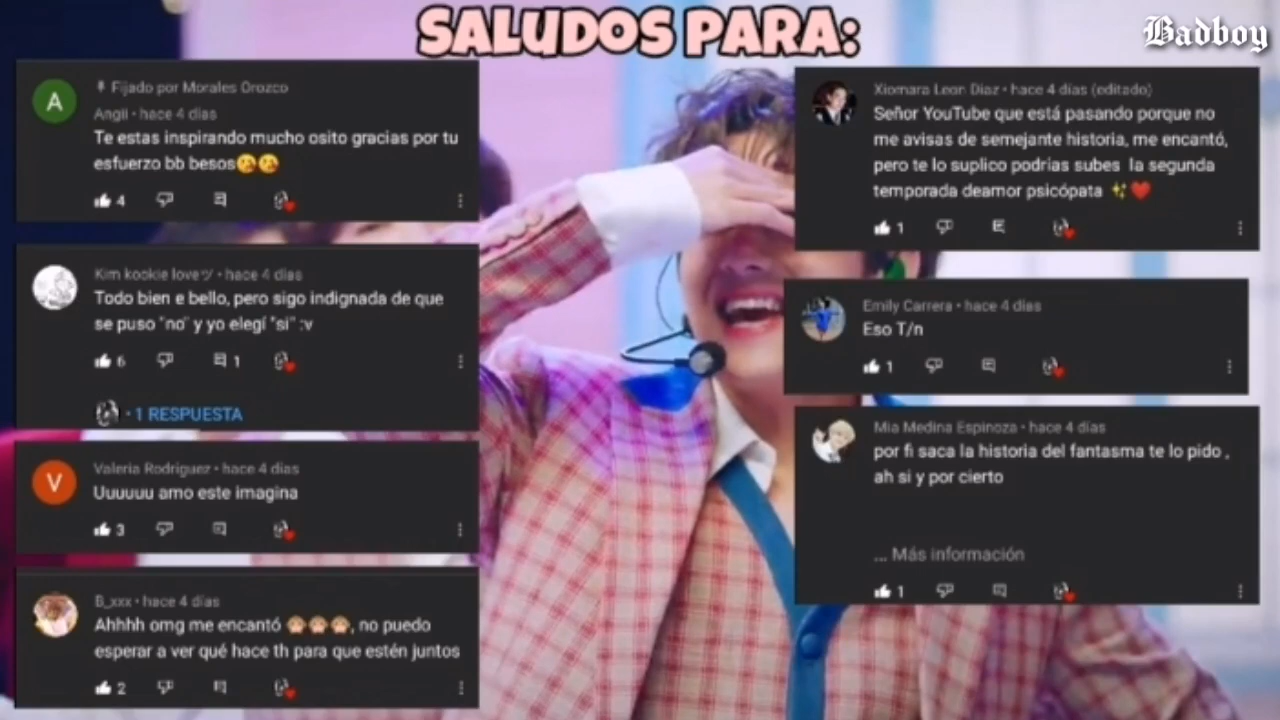 SALUDOS PARA:
Badboy
A
Fijado por Morales Orozco
Angii • hace 4 días
Te estas inspirando mucho osito gracias por tu
esfuerzo bb besos😘😘
4
Kim kookie loveツ • hace 4 días
Todo bien e bello, pero sigo indignada de que
se puso "no" y yo elegí "si" :v
6 1
• 1 RESPUESTA
V
Valeria Rodriguez • hace 4 días
Uuuuuu amo este imagina
3
B_xxx • hace 4 días
Ahhhh omg me encantó 🙈🙈🙈, no puedo
esperar a ver qué hace th para que estén juntos
2
Xiomara Leon Diaz • hace 4 días (editado)
Señor YouTube que está pasando porque no
me avisas de semejante historia, me encantó,
pero te lo suplico podrías subes la segunda
temporada deamor psicópata ✨❤️
1
Emily Carrera • hace 4 días
Eso T/n
1
Mia Medina Espinoza • hace 4 días
por fi saca la historia del fantasma te lo pido ,
ah si y por cierto
... Más información
1